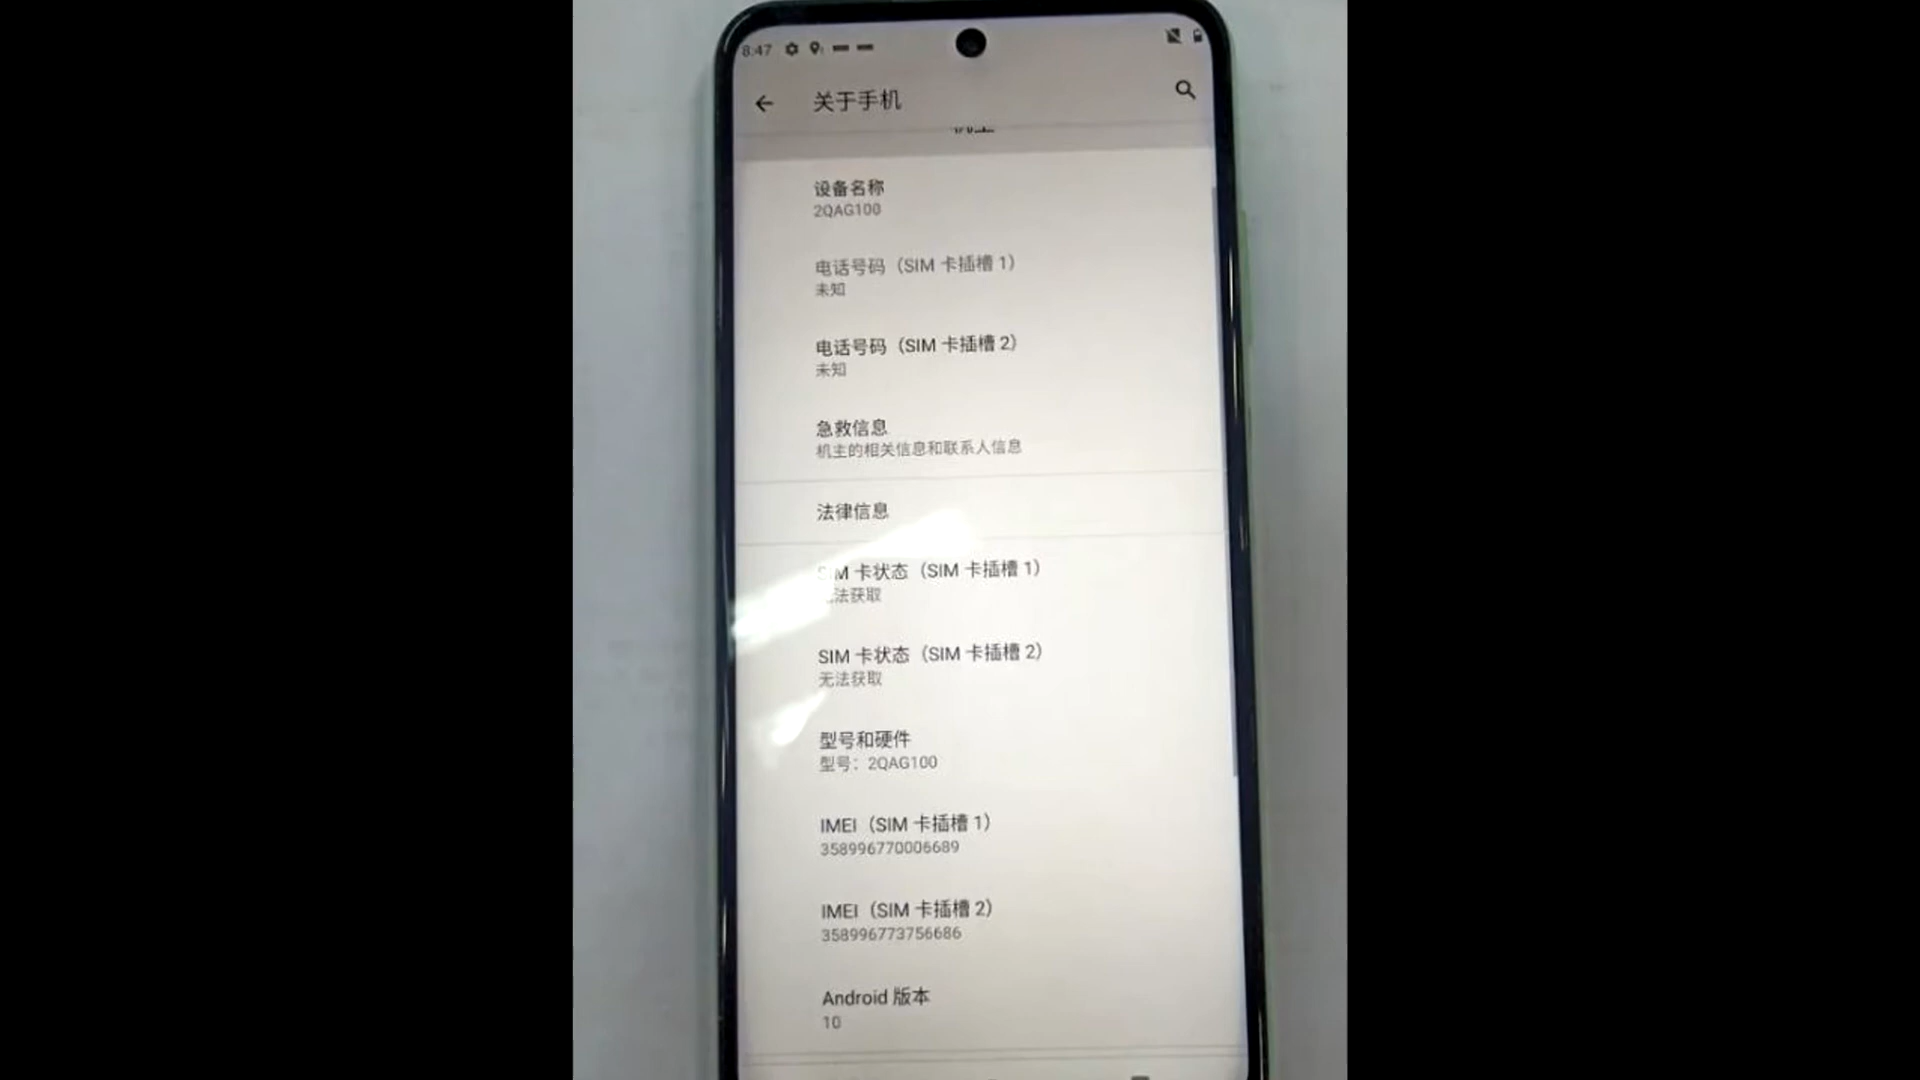 8:47
关于手机
设备名称
2QAG100
电话号码（SIM 卡插槽 1）
未知
电话号码（SIM 卡插槽 2）
未知
急救信息
机主的相关信息和联系人信息
法律信息
SIM 卡状态（SIM 卡插槽 1）
无法获取
SIM 卡状态（SIM 卡插槽 2）
无法获取
型号和硬件
型号：2QAG100
IMEI（SIM 卡插槽 1）
358996770006689
IMEI（SIM 卡插槽 2）
358996773756686
Android 版本
10